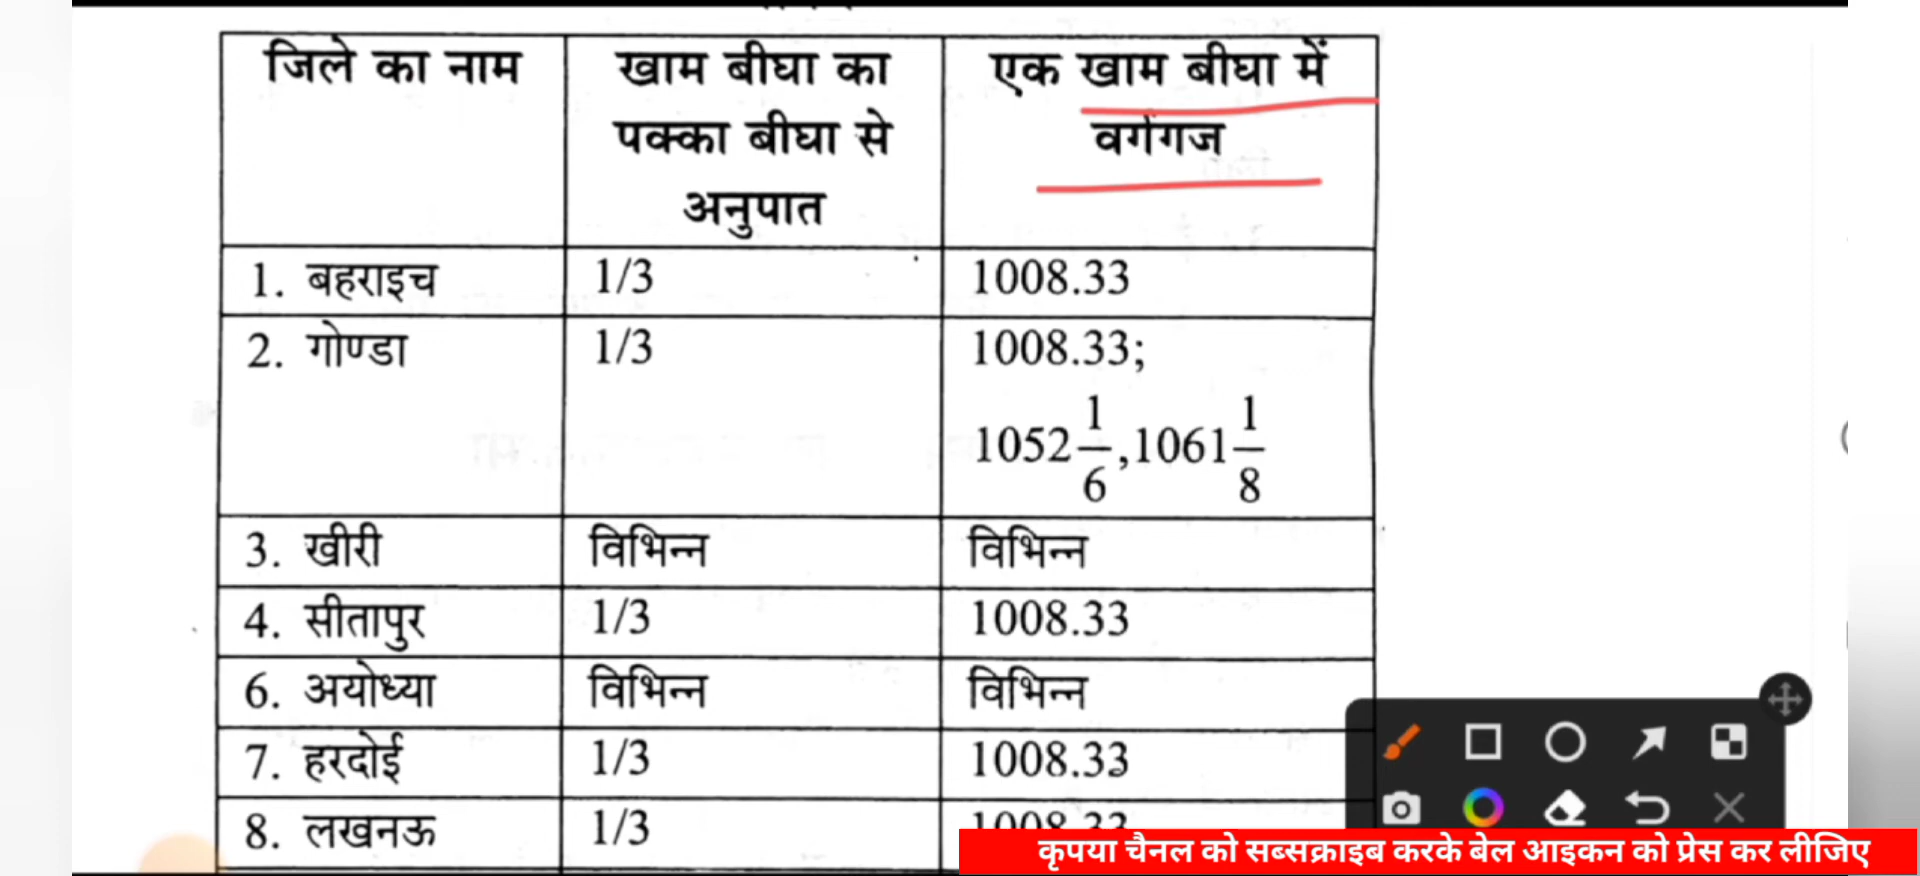 जिले का नाम
खाम बीघा का
पक्का बीघा से
अनुपात
एक खाम बीघा में
वर्गगज
1. बहराइच 1/3 1008.33
2. गोण्डा 1/3 1008.33;
1052 1/6, 1061 1/8
3. खीरी विभिन्न विभिन्न
4. सीतापुर 1/3 1008.33
6. अयोध्या विभिन्न विभिन्न
7. हरदोई 1/3 1008.33
8. लखनऊ 1/3 1008.33
कृपया चैनल को सब्सक्राइब करके बेल आइकन को प्रेस कर लीजिए